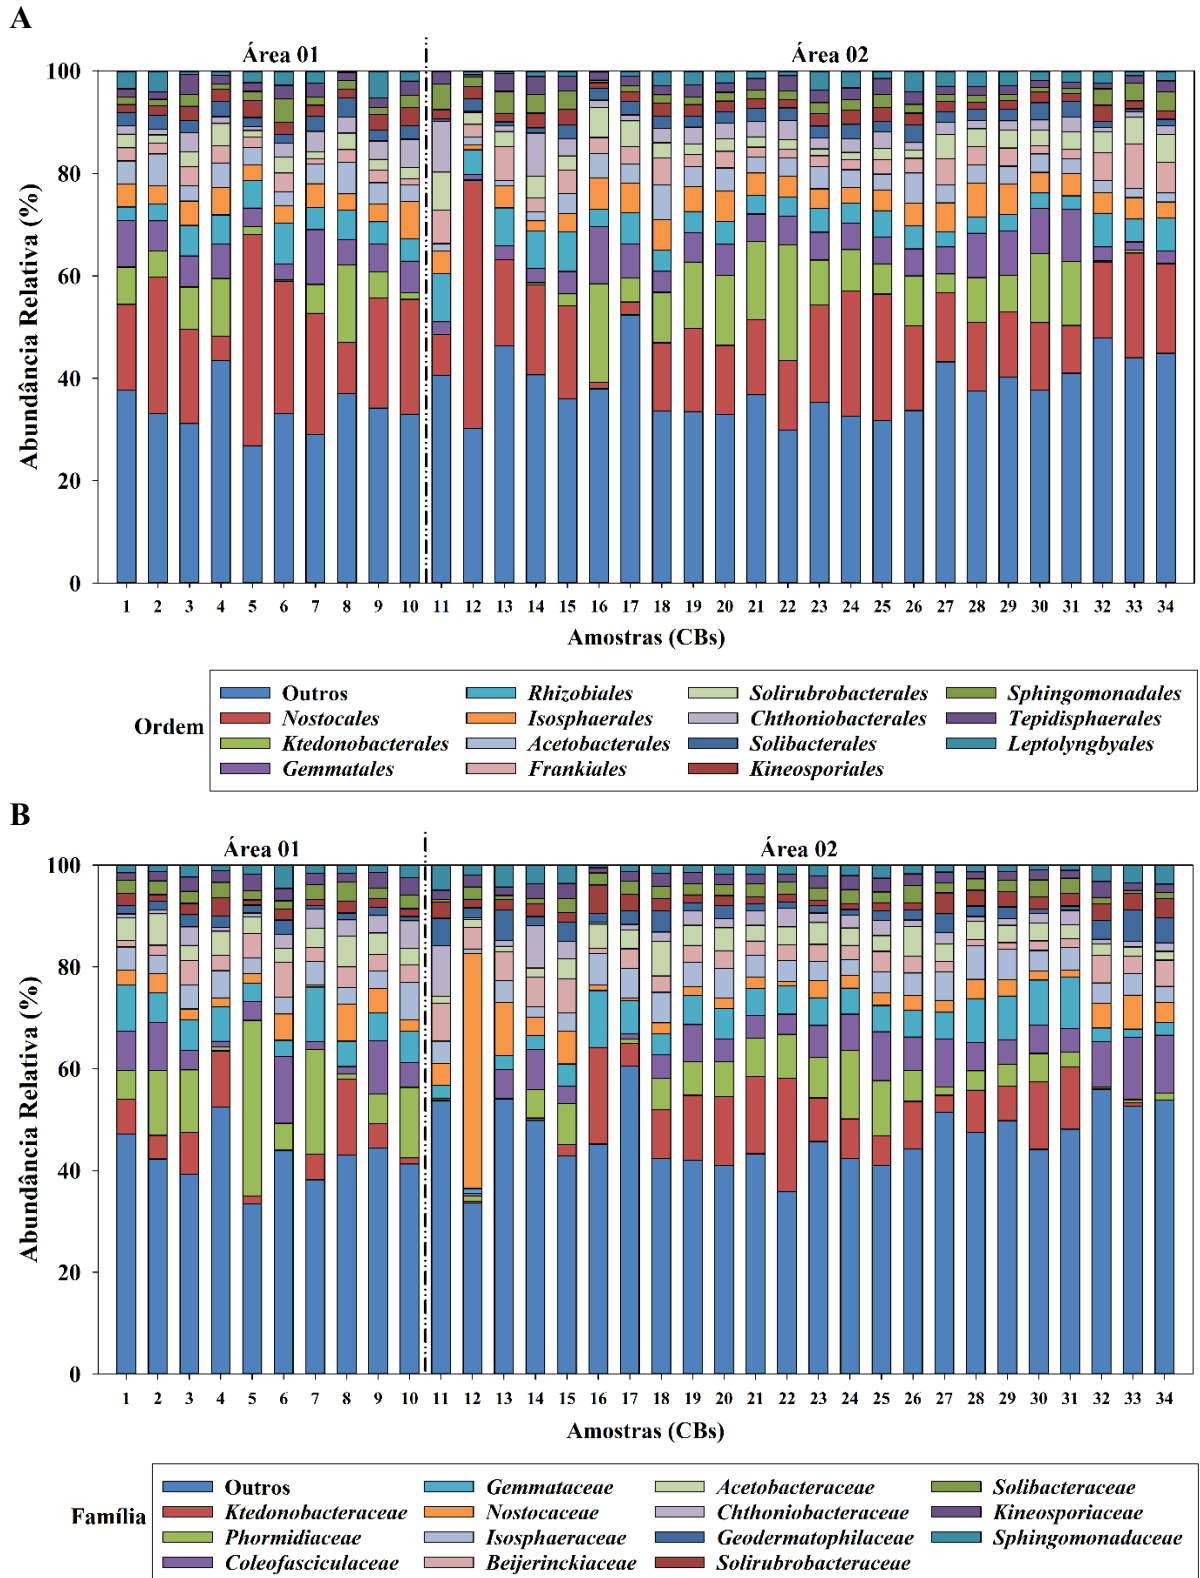 A
Área 01 Área 02
Abundância Relativa (%)
100
80
60
40
20
0
1 2 3 4 5 6 7 8 9 10 11 12 13 14 15 16 17 18 19 20 21 22 23 24 25 26 27 28 29 30 31 32 33 34
Amostras (CBs)
Ordem
Outros Rhizobiales Solirubrobacterales Sphingomonadales
Nostocales Isosphaerales Chthoniobacterales Tepidisphaerales
Ktedonobacterales Acetobacterales Solibacterales Leptolyngbyales
Gemmatales Frankiales Kineosporiales
B
Área 01 Área 02
Abundância Relativa (%)
100
80
60
40
20
0
1 2 3 4 5 6 7 8 9 10 11 12 13 14 15 16 17 18 19 20 21 22 23 24 25 26 27 28 29 30 31 32 33 34
Amostras (CBs)
Família
Outros Gemmataceae Acetobacteraceae Solibacteraceae
Ktedonobacteraceae Nostocaceae Chthoniobacteraceae Kineosporiaceae
Phormidiaceae Isosphaeraceae Geodermatophilaceae Sphingomonadaceae
Coleofasciculaceae Beijerinckiaceae Solirubrobacteraceae